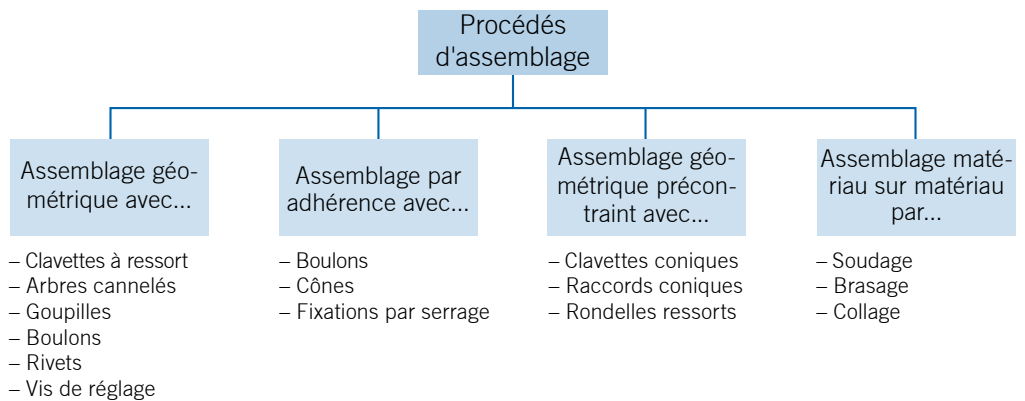 Procédés
d'assemblage
Assemblage géo-
métrique avec...
– Clavettes à ressort
– Arbres cannelés
– Goupilles
– Boulons
– Rivets
– Vis de réglage
Assemblage par
adhérence avec...
– Boulons
– Cônes
– Fixations par serrage
Assemblage géo-
métrique précon-
traint avec...
– Clavettes coniques
– Raccords coniques
– Rondelles ressorts
Assemblage maté-
riau sur matériau
par...
– Soudage
– Brasage
– Collage